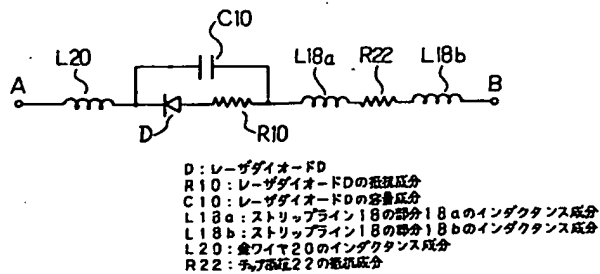 C10
L20
L18a R22 L18b
A
B
D
R10
D:レーザダイオードD
R10:レーザダイオードDの抵抗成分
C10:レーザダイオードDの容量成分
L18a:ストリップライン18の部分18aのインダクタンス成分
L18b:ストリップライン18の部分18bのインダクタンス成分
L20:金ワイヤ20のインダクタンス成分
R22:チップ抵抗22の抵抗成分